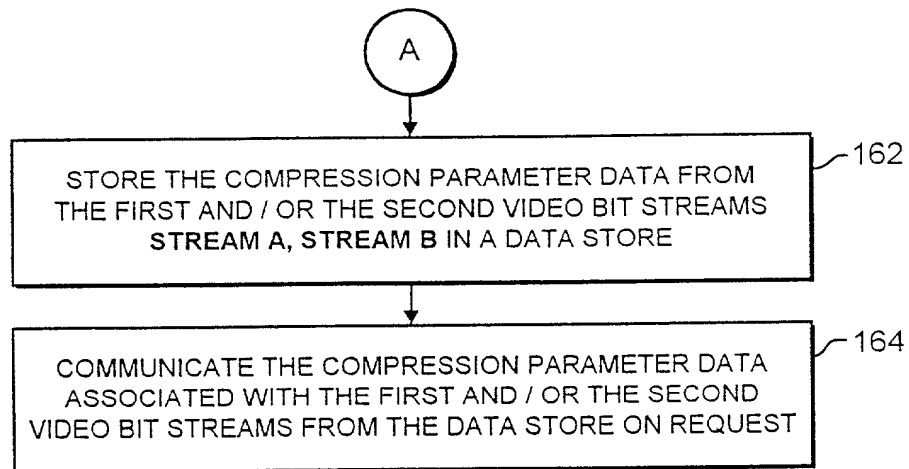 A
STORE THE COMPRESSION PARAMETER DATA FROM
THE FIRST AND / OR THE SECOND VIDEO BIT STREAMS
STREAM A, STREAM B IN A DATA STORE
162
COMMUNICATE THE COMPRESSION PARAMETER DATA
ASSOCIATED WITH THE FIRST AND / OR THE SECOND
VIDEO BIT STREAMS FROM THE DATA STORE ON REQUEST
164